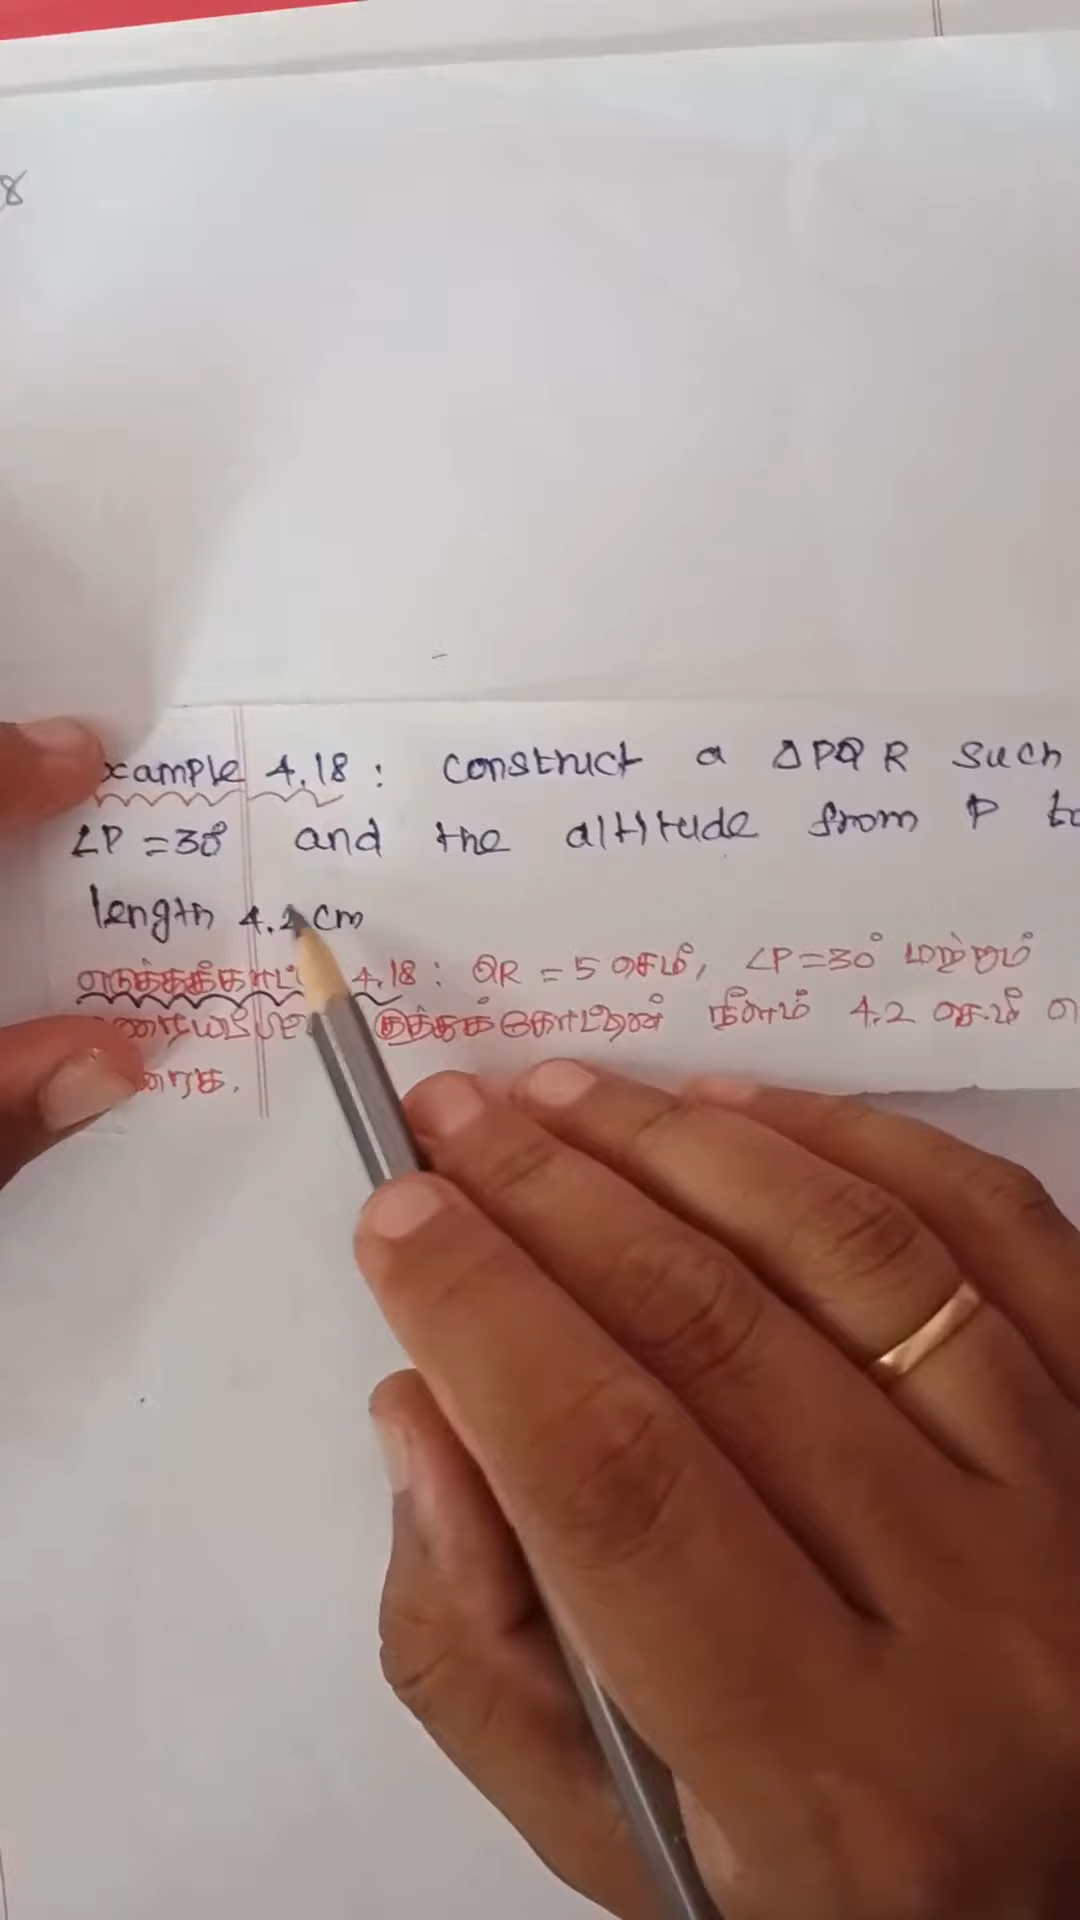 8
xample 4.18 : construct a ΔPQR such
∠P = 30° and the altitude from P to
length 4.2 cm
எடுத்துக்காட் 4.18 : QR = 5 செமீ, ∠P = 30° மற்றும்
குத்துக்கோட்டின் நீளம் 4.2 செ.மீ